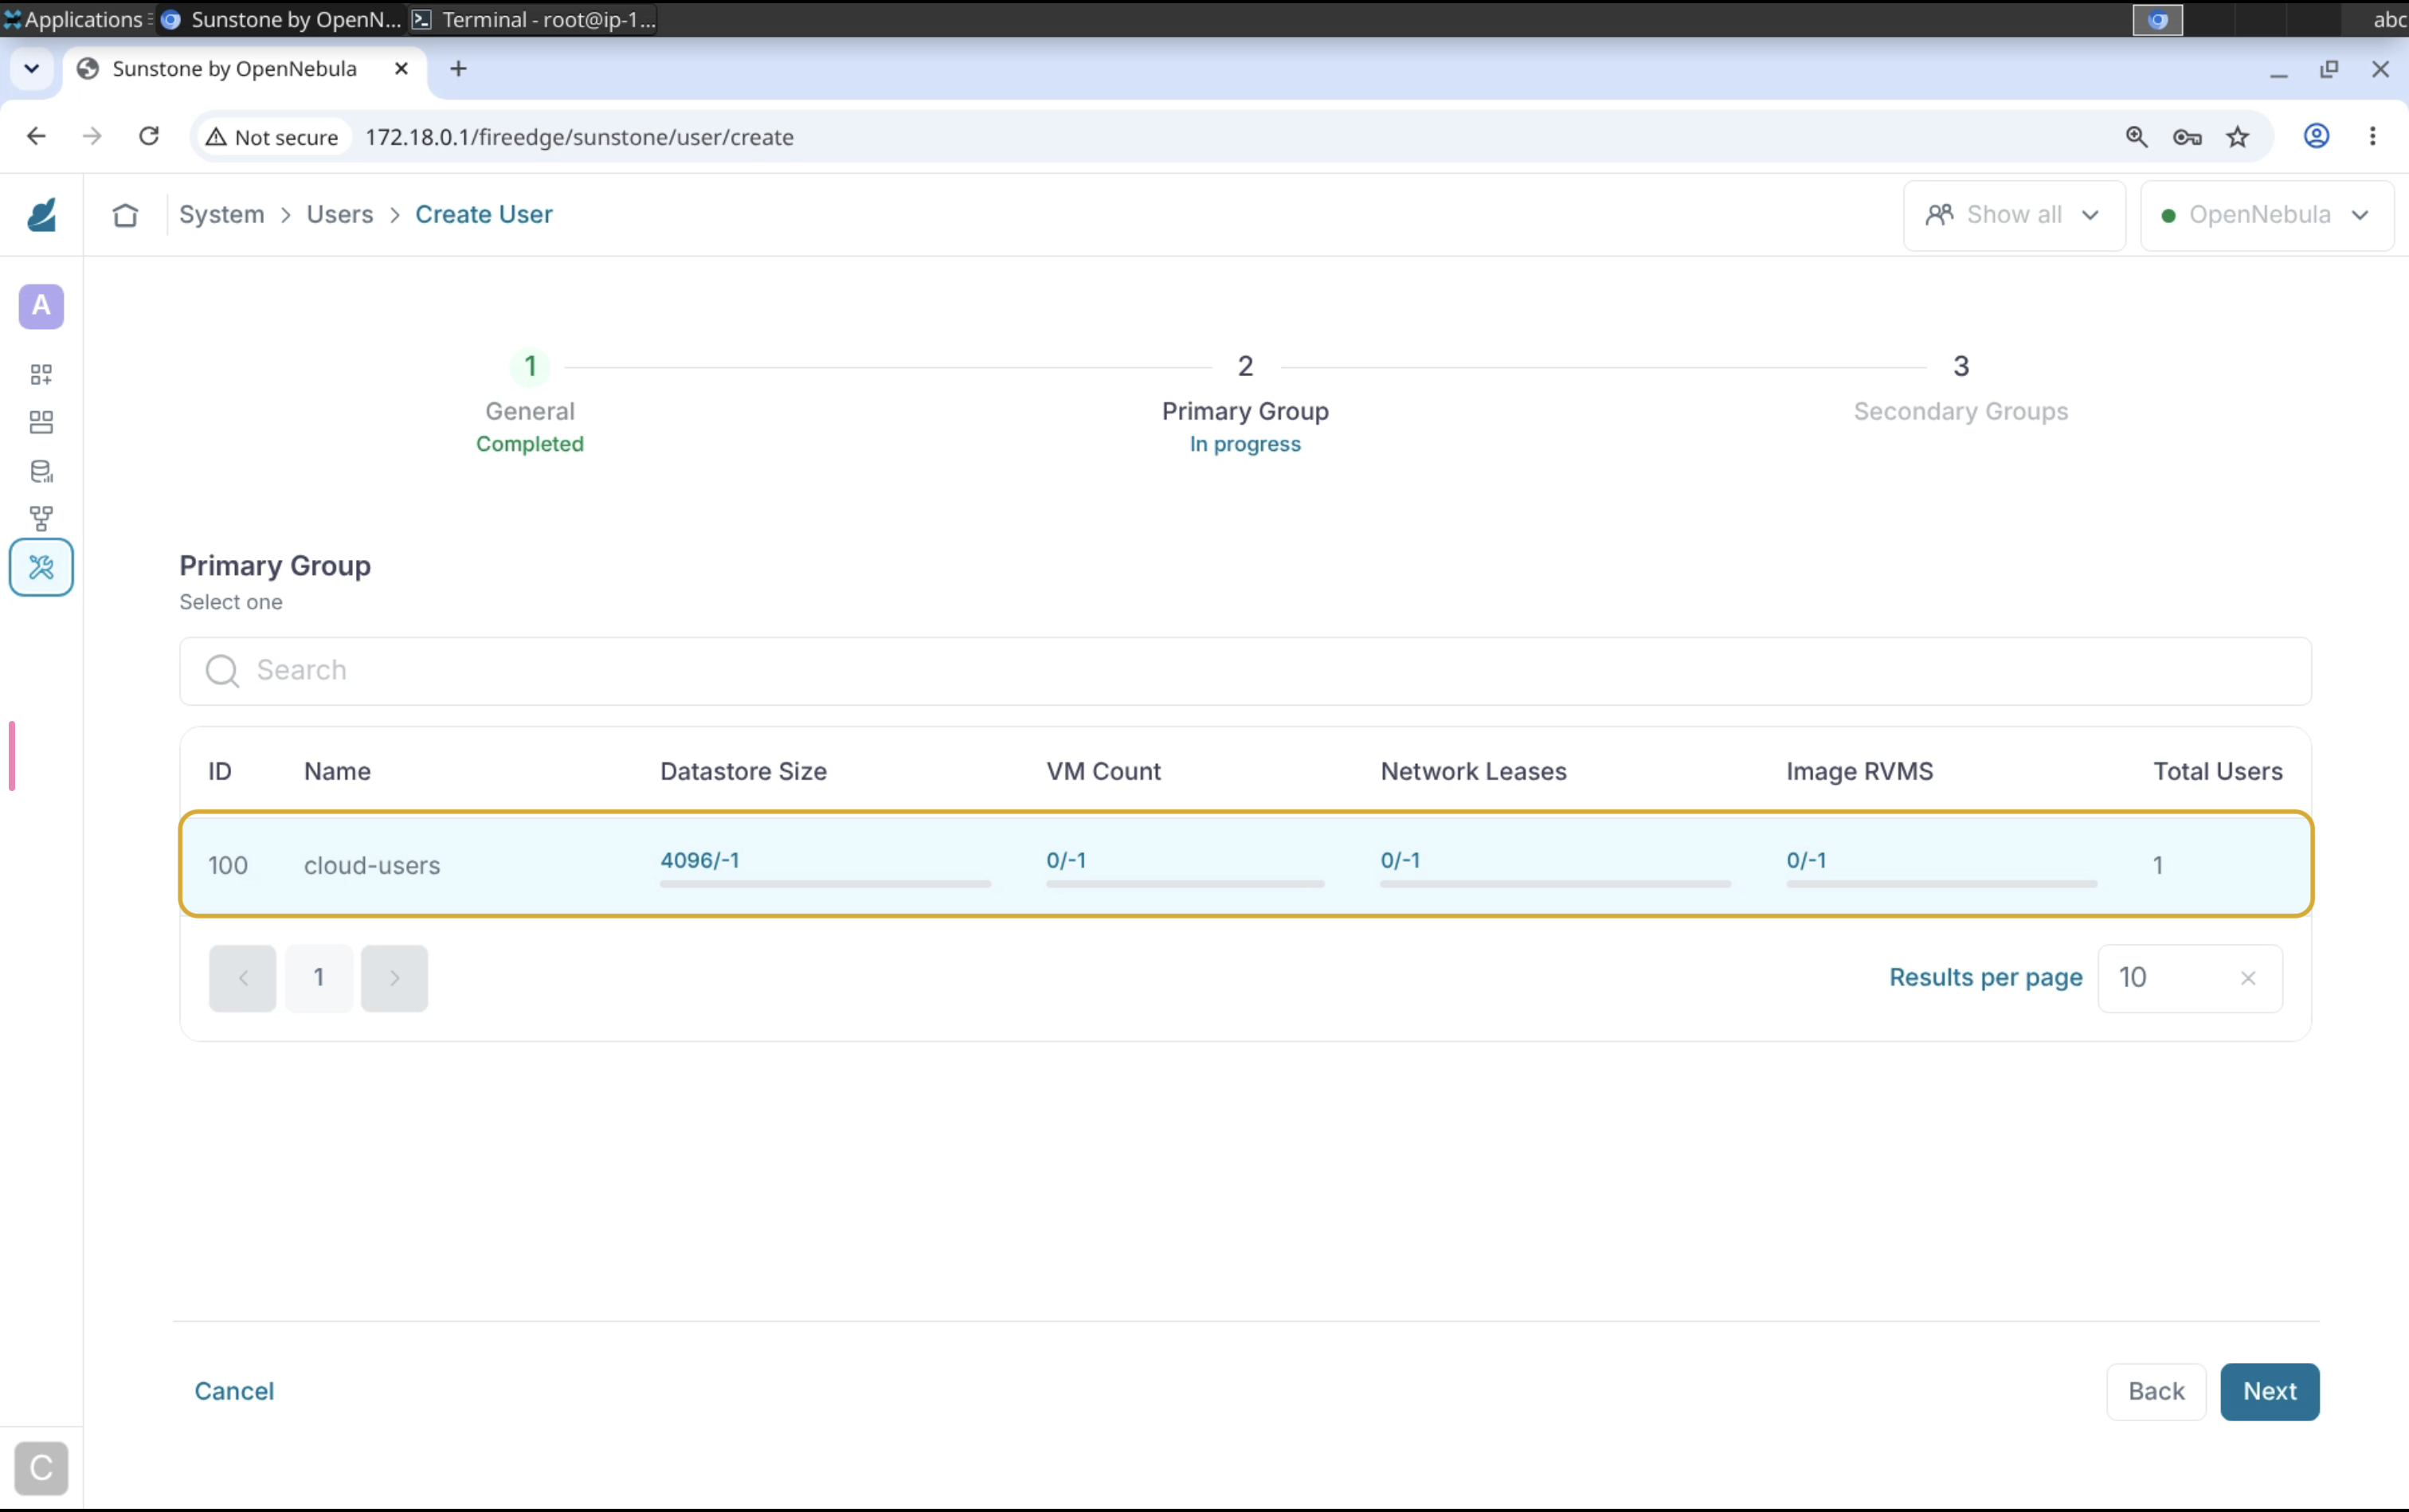 Applications
Sunstone by OpenN...
Terminal - root@ip-1...
abc
Sunstone by OpenNebula
Not secure
172.18.0.1/fireedge/sunstone/user/create
System > Users > Create User
Show all
OpenNebula
A
1
General
Completed
2
Primary Group
In progress
3
Secondary Groups
Primary Group
Select one
Search
ID Name Datastore Size VM Count Network Leases Image RVMS Total Users
100 cloud-users 4096/-1 0/-1 0/-1 0/-1 1
1
Results per page 10
Cancel
Back
Next
C